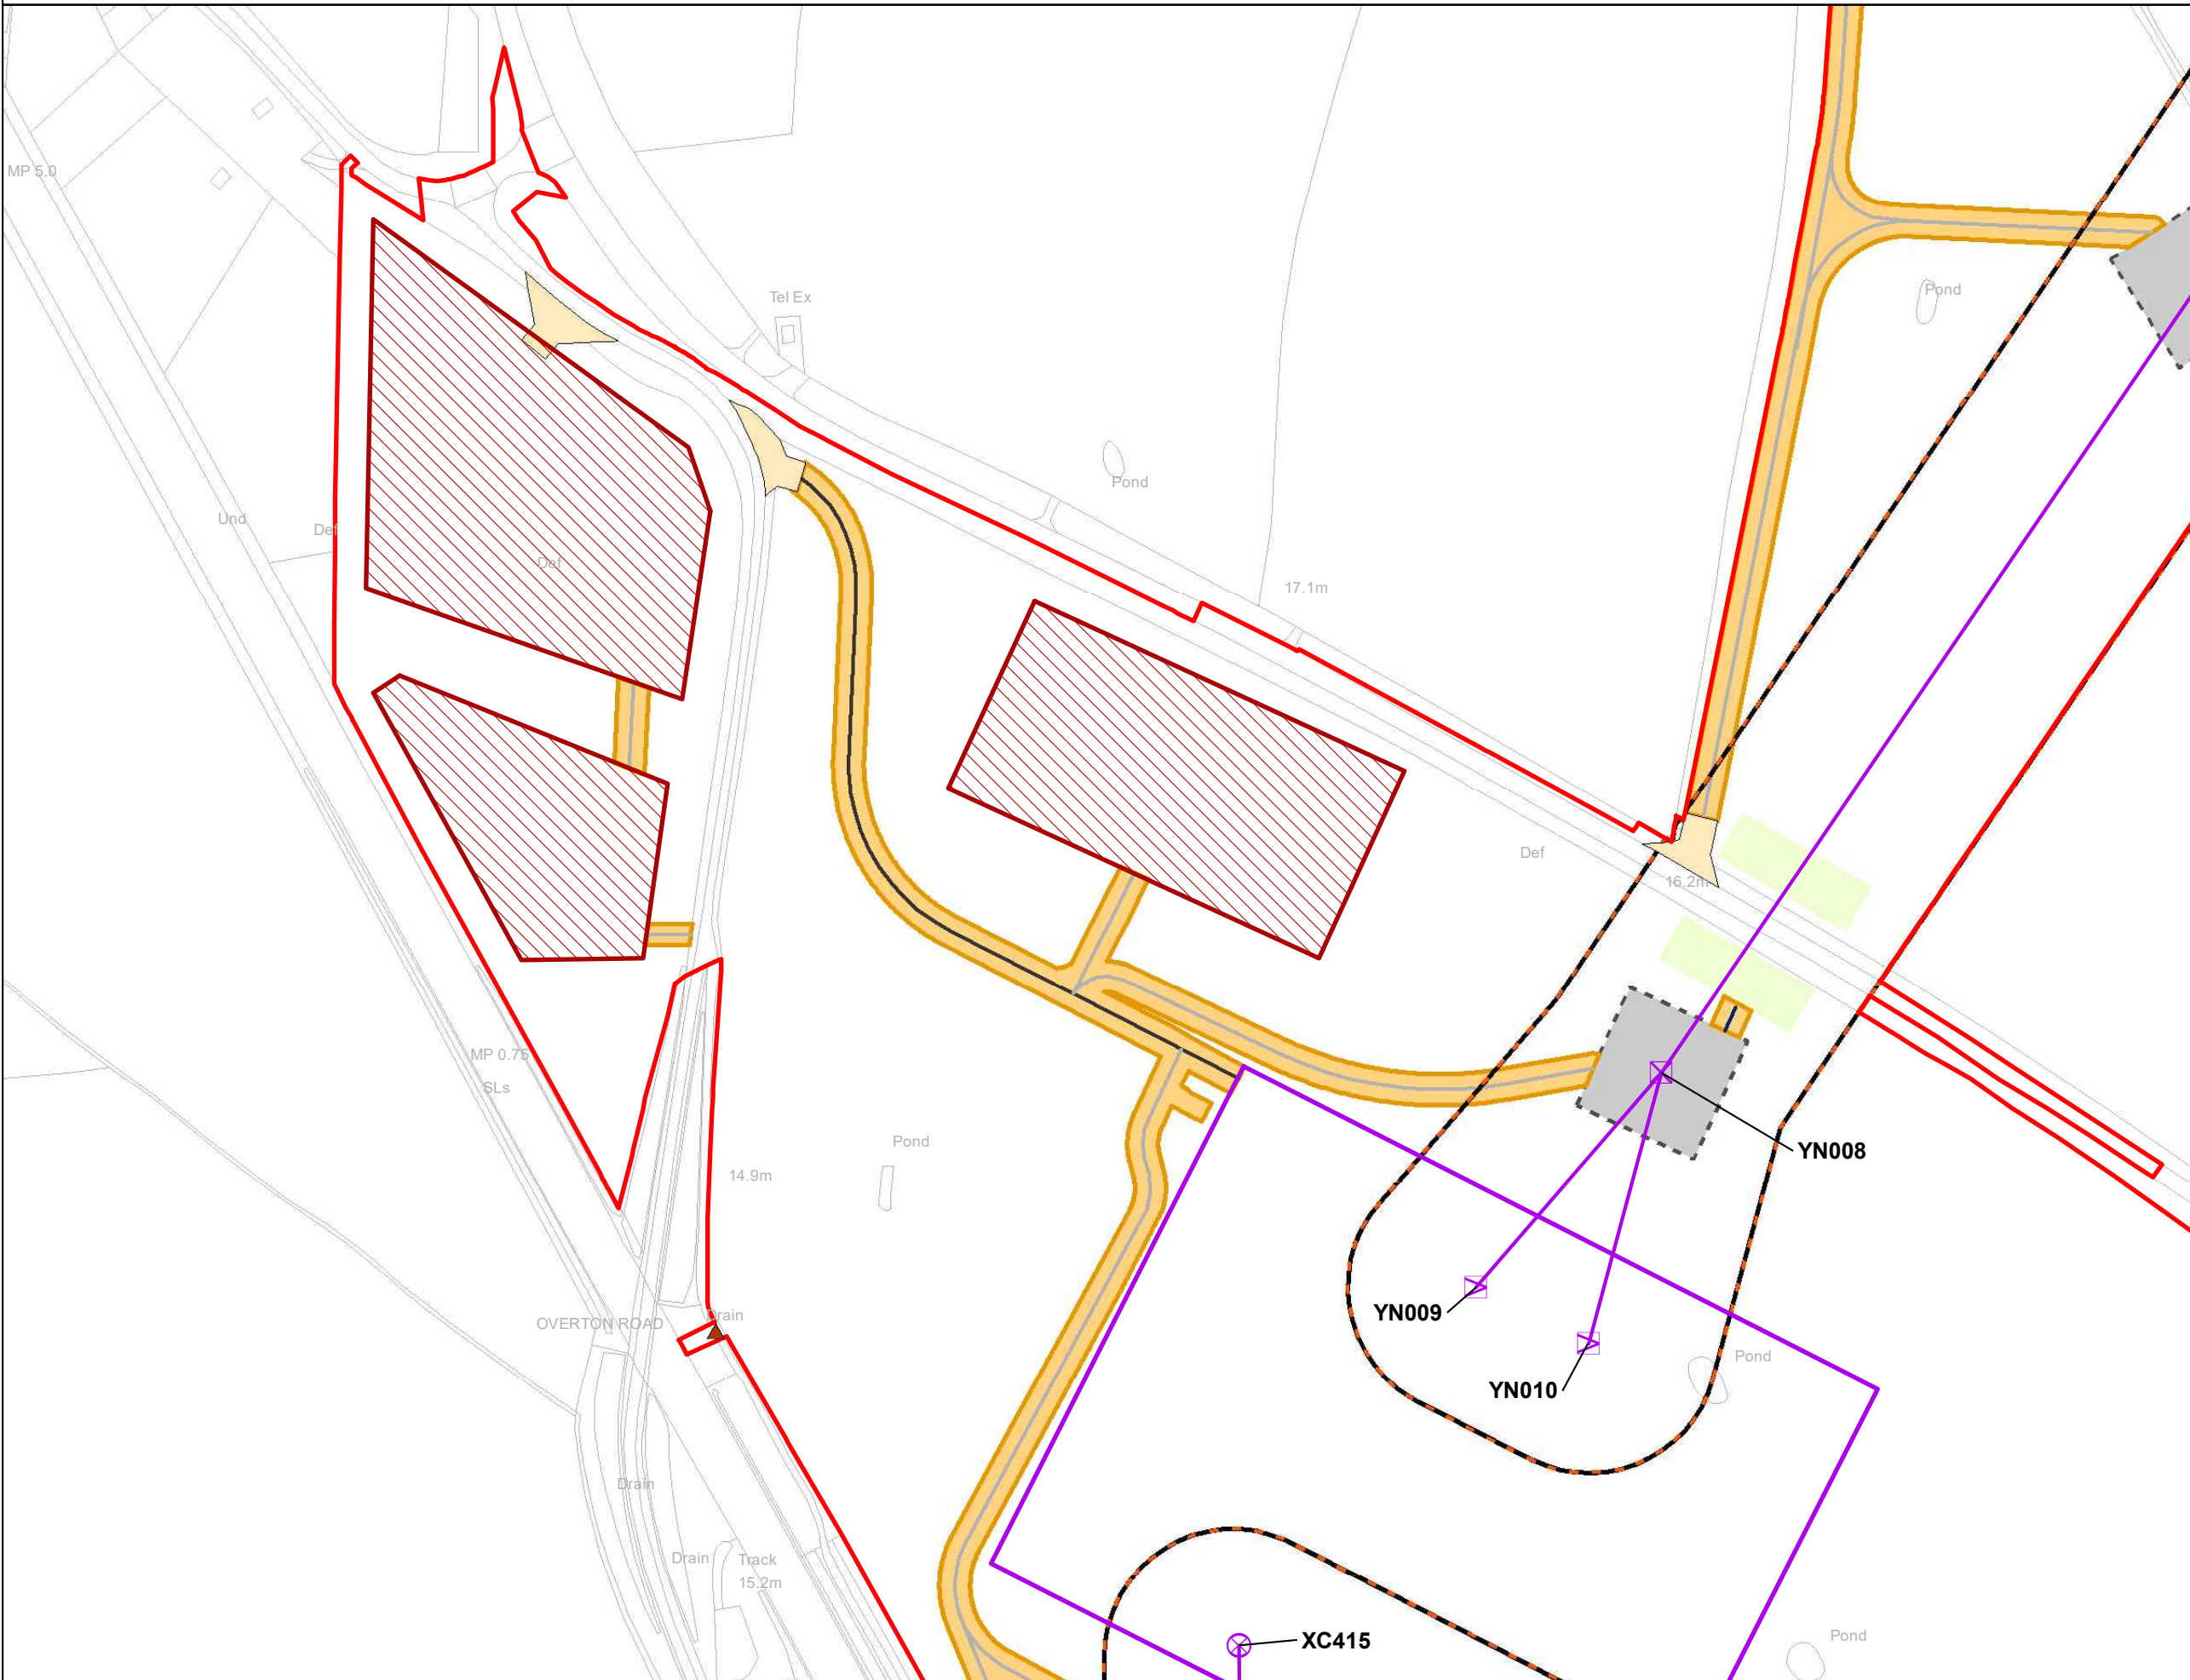 MP 5.0
Tel Ex
Pond
Pond
Und
Def
Def
17.1m
Def
16.2m
MP 0.75
SLs
Pond
14.9m
YN008
OVERTON ROAD
Drain
YN009
Pond
YN010
Drain
Drain
Track
15.2m
XC415
Pond